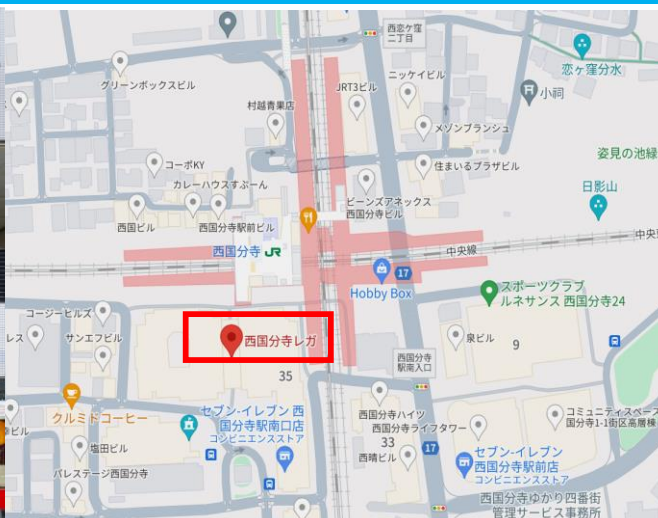 西恋ケ窪
二丁目
恋ヶ窪分水
グリーンボックスビル
JRT3ビル
ニッケイビル
小祠
村越青果店
メゾンブランシュ
コーポKY
住まいるプラザビル
姿見の池緑
カレーハウスすぷーん
ビーンズアネックス
西国分寺ビル
日影山
西国ビル
西国分寺駅前ビル
中央
西国分寺 JR
中央線
17
Hobby Box
スポーツクラブ
ルネサンス 西国分寺24
コージーヒルズ
レス
サンエフビル
西国分寺レガ
西国分寺
駅南入口
泉ビル
9
35
クルミドコーヒー
セブン-イレブン 西
国分寺駅南口店
コンビニエンスストア
西国分寺ハイツ
西国分寺ライフタワー
コミュニティスペース
国分寺1-1街区高層棟
33
ビル
塩田ビル
西晴ビル
17
セブン-イレブン
西国分寺駅前店
コンビニエンスストア
パレステージ西国分寺
西国分寺ゆかり四番街
管理サービス事務所